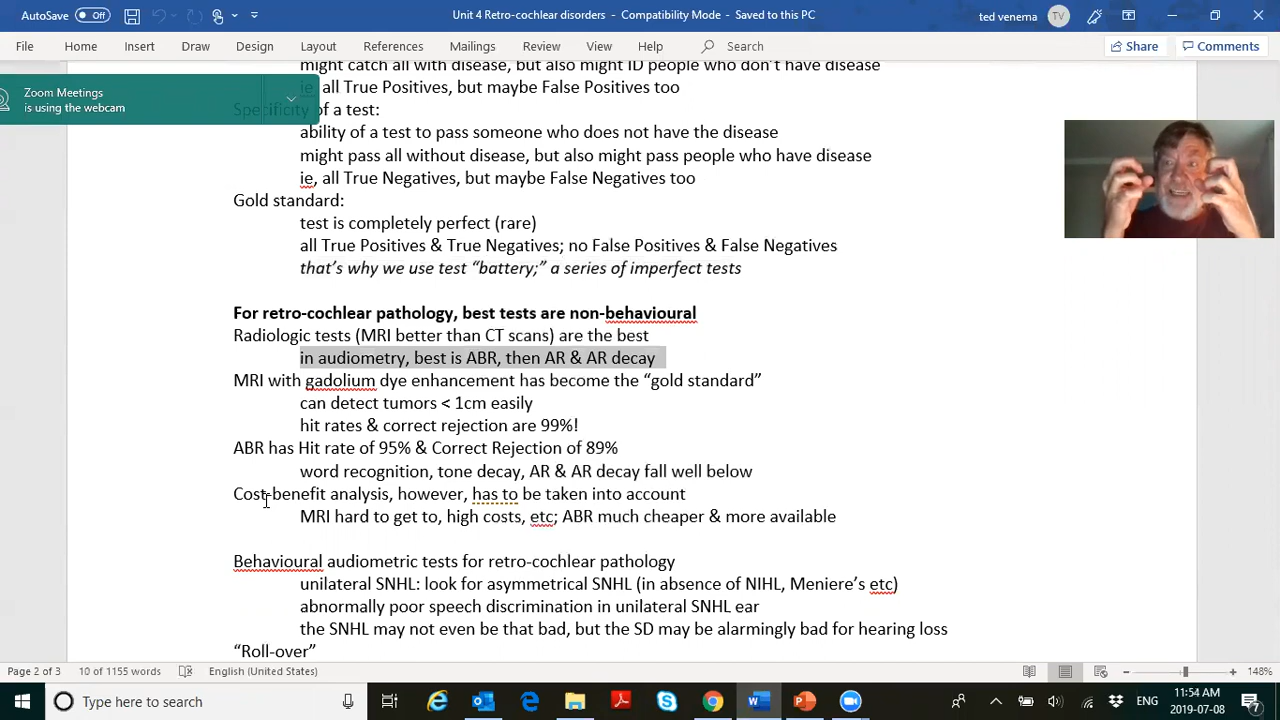 AutoSave Off
Unit 4 Retro-cochlear disorders - Compatibility Mode - Saved to this PC
ted venema TV
File Home Insert Draw Design Layout References Mailings Review View Help Search Share Comments
might catch all with disease, but also might ID people who don't have disease
Zoom Meetings
is using the webcam
ie, all True Positives, but maybe False Positives too
Specificity of a test:
ability of a test to pass someone who does not have the disease
might pass all without disease, but also might pass people who have disease
ie, all True Negatives, but maybe False Negatives too
Gold standard:
test is completely perfect (rare)
all True Positives & True Negatives; no False Positives & False Negatives
that's why we use test "battery;" a series of imperfect tests
For retro-cochlear pathology, best tests are non-behavioural
Radiologic tests (MRI better than CT scans) are the best
in audiometry, best is ABR, then AR & AR decay
MRI with gadolium dye enhancement has become the "gold standard"
can detect tumors < 1cm easily
hit rates & correct rejection are 99%!
ABR has Hit rate of 95% & Correct Rejection of 89%
word recognition, tone decay, AR & AR decay fall well below
Cost-benefit analysis, however, has to be taken into account
MRI hard to get to, high costs, etc; ABR much cheaper & more available
Behavioural audiometric tests for retro-cochlear pathology
unilateral SNHL: look for asymmetrical SNHL (in absence of NIHL, Meniere's etc)
abnormally poor speech discrimination in unilateral SNHL ear
the SNHL may not even be that bad, but the SD may be alarmingly bad for hearing loss
"Roll-over"
Page 2 of 3 10 of 1155 words English (United States) 148%
Type here to search
ENG
11:54 AM
2019-07-08
7